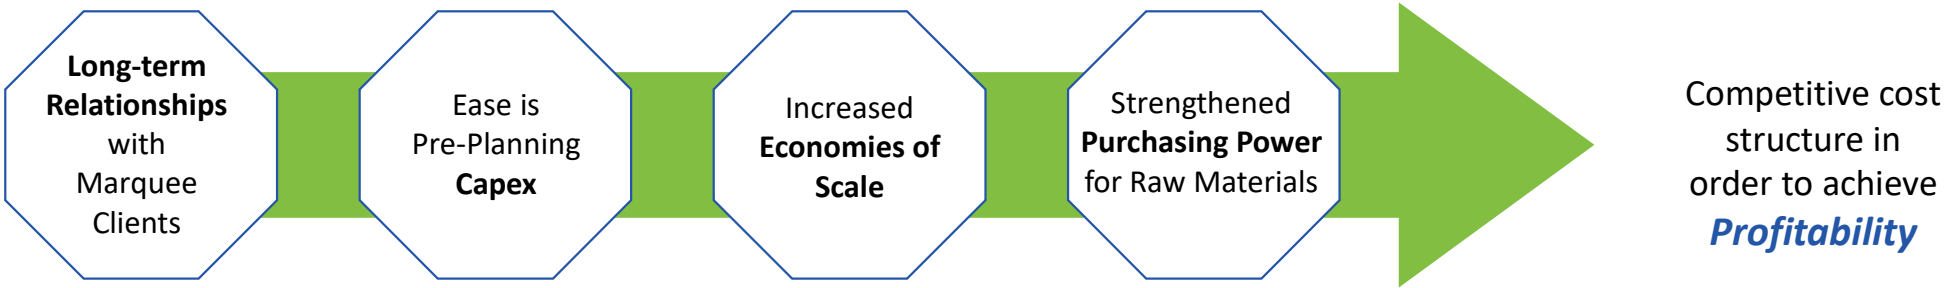 Long-term
Relationships
with
Marquee
Clients
Ease is
Pre-Planning
Capex
Increased
Economies of
Scale
Strengthened
Purchasing Power
for Raw Materials
Competitive cost
structure in
order to achieve
Profitability